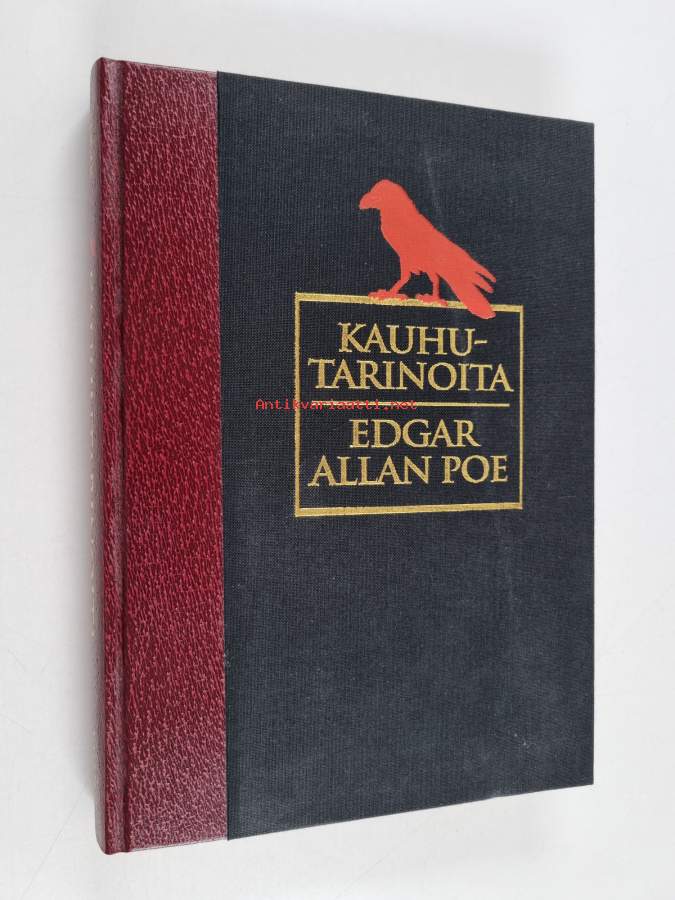 KAUHU-
TARINOITA
Antikvariaatti.net
EDGAR
ALLAN POE